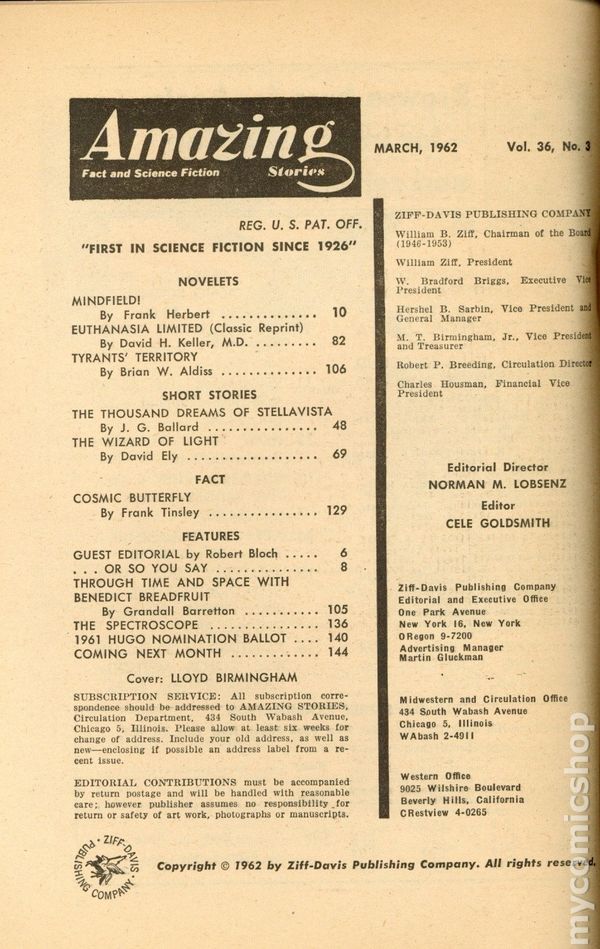 Amazing
Fact and Science Fiction Stories
MARCH, 1962 Vol. 36, No. 3
REG. U. S. PAT. OFF.
"FIRST IN SCIENCE FICTION SINCE 1926"
NOVELETS
MINDFIELD!
By Frank Herbert .............. 10
EUTHANASIA LIMITED (Classic Reprint)
By David H. Keller, M.D. ......... 82
TYRANTS' TERRITORY
By Brian W. Aldiss .............. 106
SHORT STORIES
THE THOUSAND DREAMS OF STELLAVISTA
By J. G. Ballard ................ 48
THE WIZARD OF LIGHT
By David Ely ................... 69
FACT
COSMIC BUTTERFLY
By Frank Tinsley ................ 129
FEATURES
GUEST EDITORIAL by Robert Bloch ..... 6
. . . OR SO YOU SAY ............... 8
THROUGH TIME AND SPACE WITH
BENEDICT BREADFRUIT
By Grandall Barretton ........... 105
THE SPECTROSCOPE ................ 136
1961 HUGO NOMINATION BALLOT .... 140
COMING NEXT MONTH ............. 144
Cover: LLOYD BIRMINGHAM
SUBSCRIPTION SERVICE: All subscription corre-
spondence should be addressed to AMAZING STORIES,
Circulation Department, 434 South Wabash Avenue,
Chicago 5, Illinois. Please allow at least six weeks for
change of address. Include your old address, as well as
new—enclosing if possible an address label from a re-
cent issue.
EDITORIAL CONTRIBUTIONS must be accompanied
by return postage and will be handled with reasonable
care; however publisher assumes no responsibility for
return or safety of art work, photographs or manuscripts.
ZIFF-DAVIS PUBLISHING COMPANY
William B. Ziff, Chairman of the Board
(1946-1953)
William Ziff, President
W. Bradford Briggs, Executive Vice
President
Hershel B. Sarbin, Vice President and
General Manager
M. T. Birmingham, Jr., Vice President
and Treasurer
Robert P. Breeding, Circulation Director
Charles Housman, Financial Vice
President
Editorial Director
NORMAN M. LOBSENZ
Editor
CELE GOLDSMITH
Ziff-Davis Publishing Company
Editorial and Executive Office
One Park Avenue
New York 16, New York
ORegon 9-7200
Advertising Manager
Martin Gluckman
Midwestern and Circulation Office
434 South Wabash Avenue
Chicago 5, Illinois
WAbash 2-4911
Western Office
9025 Wilshire Boulevard
Beverly Hills, California
CRestview 4-0265
ZIFF-DAVIS PUBLISHING COMPANY
Copyright © 1962 by Ziff-Davis Publishing Company. All rights reserved.
mycomicshop